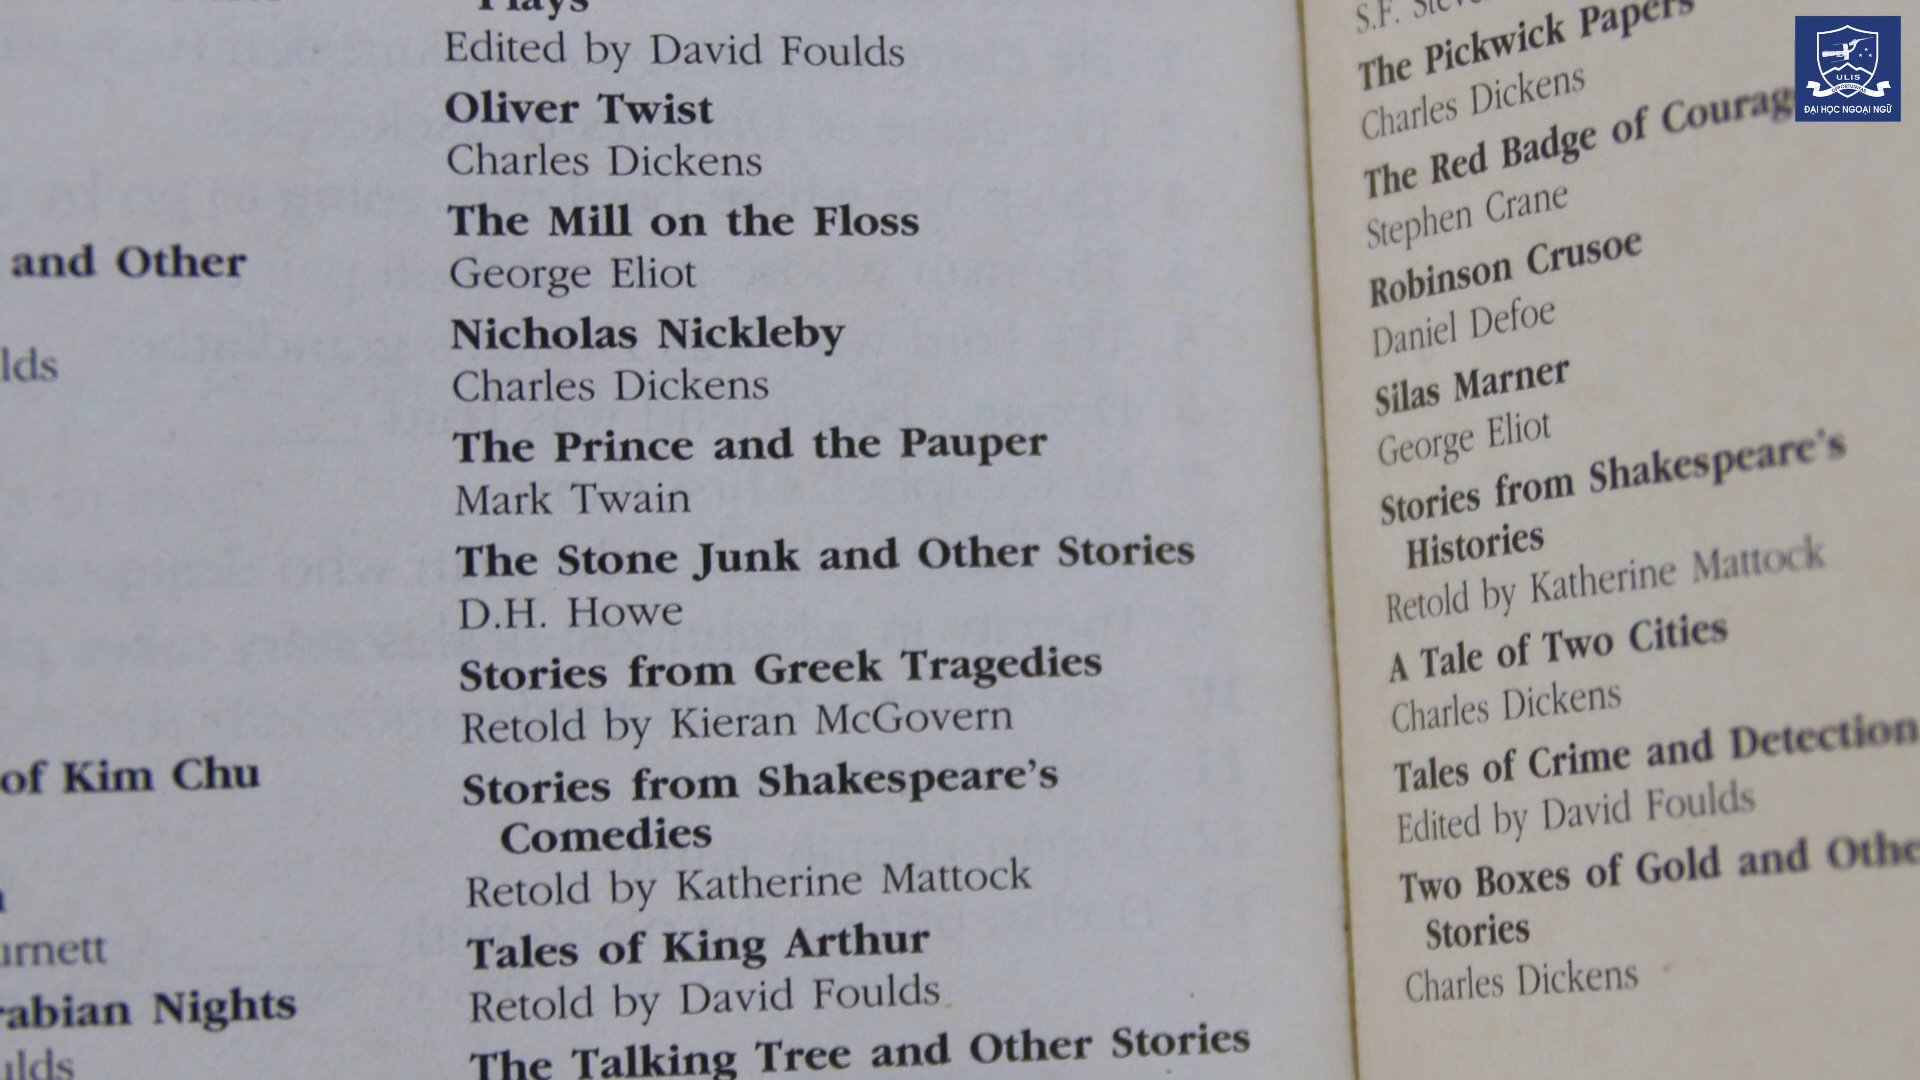 and Other
lds
of Kim Chu
urnett
rabian Nights
ulds
Plays
Edited by David Foulds
Oliver Twist
Charles Dickens
The Mill on the Floss
George Eliot
Nicholas Nickleby
Charles Dickens
The Prince and the Pauper
Mark Twain
The Stone Junk and Other Stories
D.H. Howe
Stories from Greek Tragedies
Retold by Kieran McGovern
Stories from Shakespeare's
Comedies
Retold by Katherine Mattock
Tales of King Arthur
Retold by David Foulds
The Talking Tree and Other Stories
S.F.
The Pickwick Papers
Charles Dickens
The Red Badge of Courag
Stephen Crane
Robinson Crusoe
Daniel Defoe
Silas Marner
George Eliot
Stories from Shakespeare's
Histories
Retold by Katherine Mattock
A Tale of Two Cities
Charles Dickens
Tales of Crime and Detection
Edited by David Foulds
Two Boxes of Gold and Othe
Stories
Charles Dickens
ULIS
ĐẠI HỌC NGOẠI NGỮ